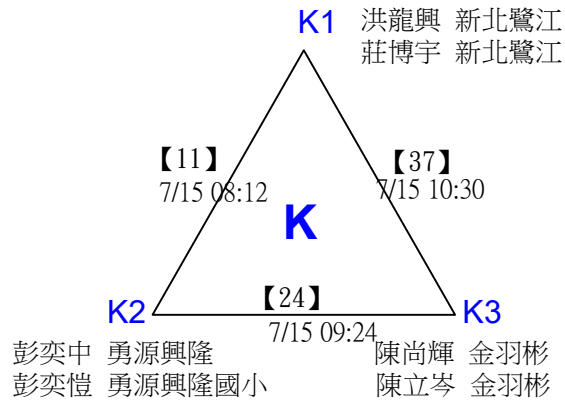 K1 洪龍興 新北鷺江
莊博宇 新北鷺江
【11】 【37】
7/15 08:12 7/15 10:30
K
K2 【24】 K3
7/15 09:24
彭奕中 勇源興隆 陳尚輝 金羽彬
彭奕愷 勇源興隆國小 陳立岑 金羽彬